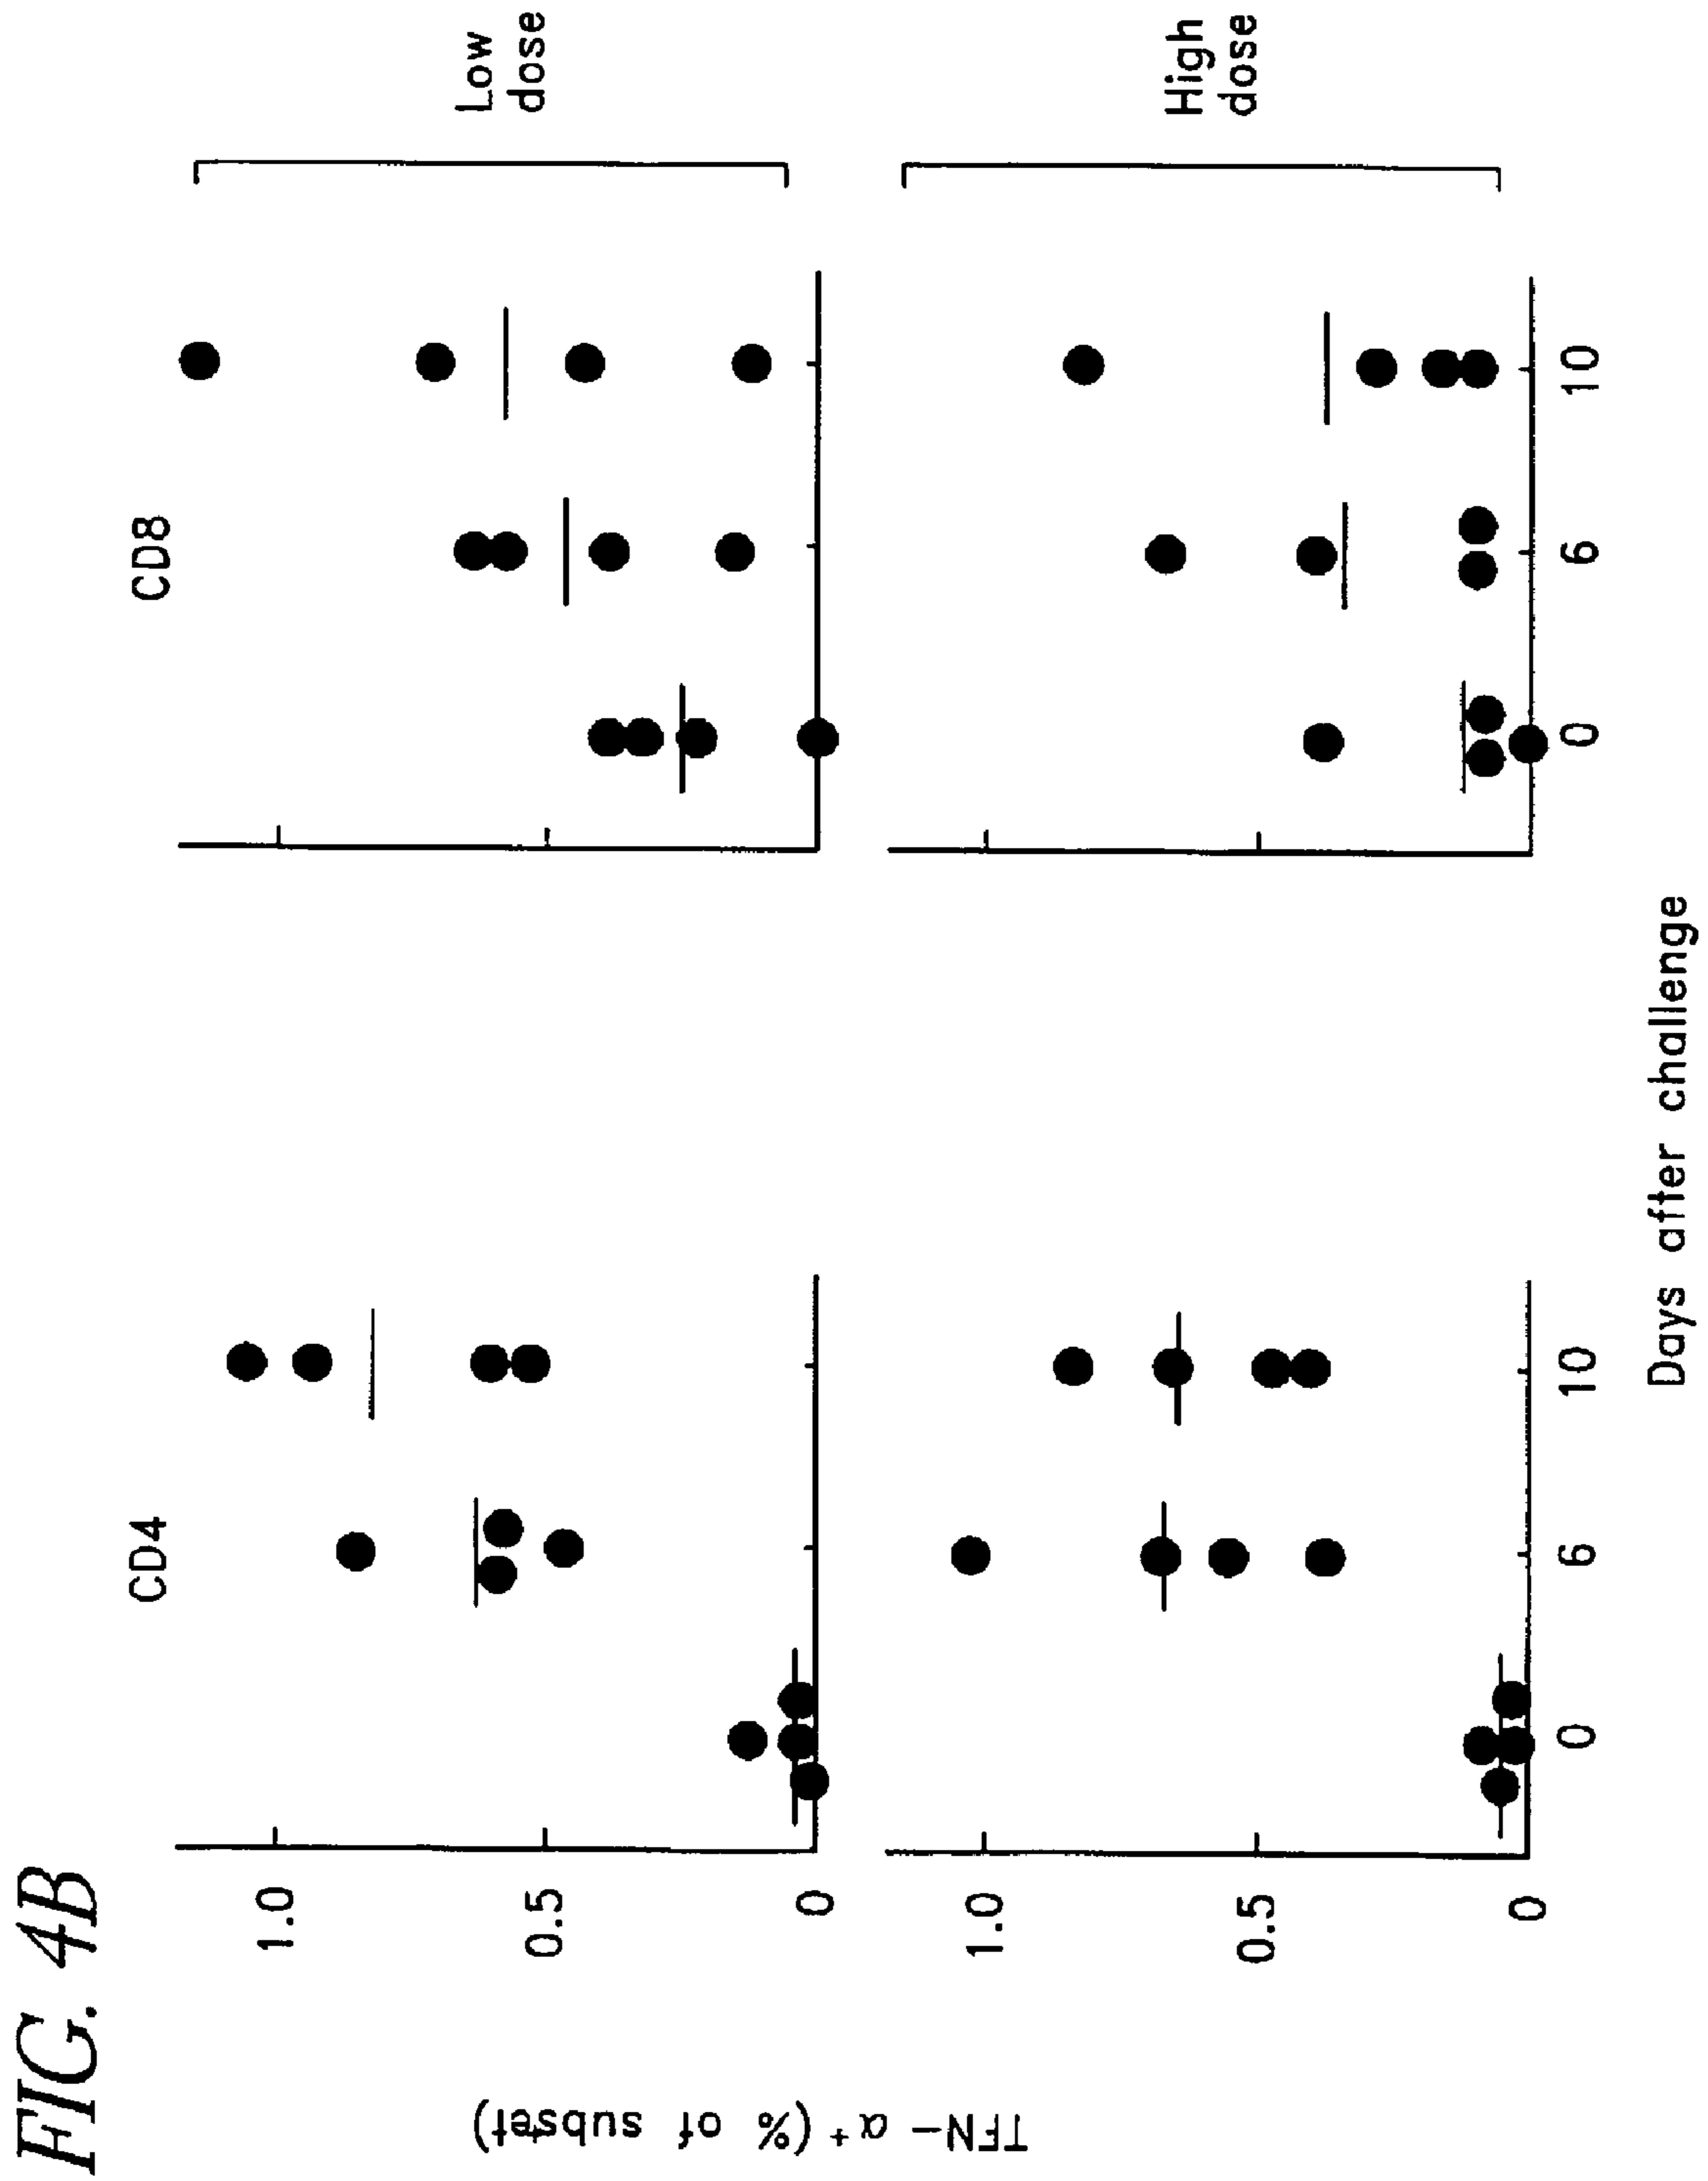 FIG. 4B
CD4
CD8
1.0
0.5
0
Low
dose
TFN- α⁺ (% of subset)
1.0
0.5
0
High
dose
0
6
10
0
6
10
Days after challenge